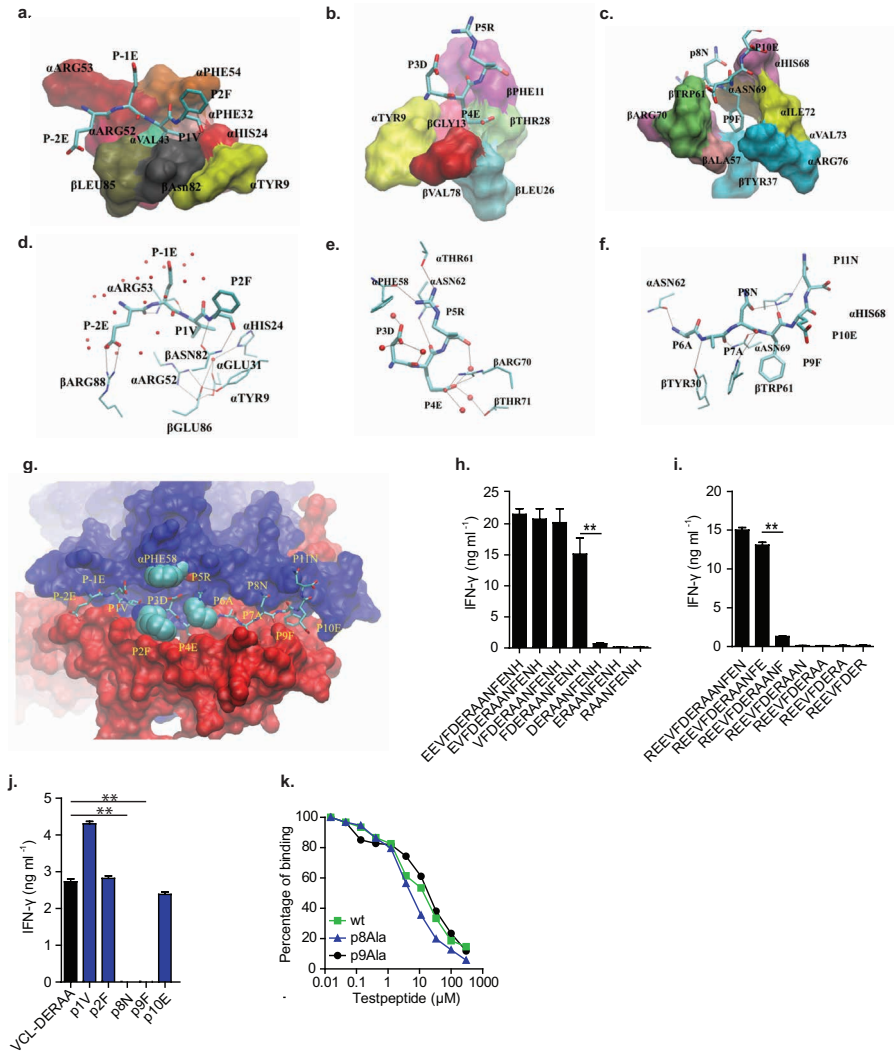 a.
P-1E
αARG53
αPHE54
P2F
αPHE32
αARG52
P-2E
αVAL43
P1V
αHIS24
βLEU85
βAsn82
αTYR9
b.
P5R
P3D
βPHE11
αTYR9
P4E
βGLY13
βTHR28
βVAL78
βLEU26
c.
P10E
p8N
αHIS68
βTRP61
αASN69
βARG70
αILE72
P9F
αVAL73
βALA57
αARG76
βTYR37
d.
P-1E
αARG53
P2F
P-2E
P1V
αHIS24
βASN82
αGLU31
βARG88
αARG52
αTYR9
βGLU86
e.
αTHR61
αPHE58
αASN62
P5R
P3D
βARG70
P4E
βTHR71
f.
P11N
αASN62
P8N
αHIS68
P6A
P7A
αASN69
P10E
P9F
βTYR30
βTRP61
g.
αPHE58
P11N
P-1E
P5R
P8N
P-2E
P1V
P3D
P6A
P7A
P10E
P2F
P4E
P9F
h.
IFN-γ (ng ml⁻¹)
25
20
15
10
5
0
**
EEVFDERAANFENH
EVFDERAANFENH
VFDERAANFENH
FDERAANFENH
DERAANFENH
ERAANFENH
RAANFENH
i.
IFN-γ (ng ml⁻¹)
20
15
10
5
0
**
REEVFDERAANFEN
REEVFDERAANFE
REEVFDERAANF
REEVFDERAAN
REEVFDERAA
REEVFDERA
REEVFDER
j.
IFN-γ (ng ml⁻¹)
5
4
3
2
1
0
**
**
VCL-DERAA
p1V
p2F
p8N
p9F
p10E
k.
Percentage of binding
100
80
60
40
20
0
wt
p8Ala
p9Ala
0.01 0.1 1 10 100 1000
Testpeptide (µM)